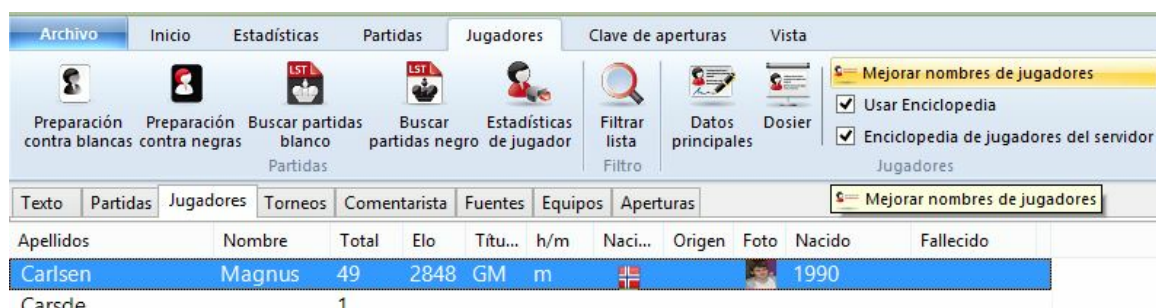 Archivo Inicio Estadísticas Partidas Jugadores Clave de aperturas Vista
LST LST
Preparación contra blancas
Preparación contra negras
Buscar partidas blanco
Buscar partidas negro
Estadísticas de jugador
Filtrar lista
Datos principales
Dosier
Mejorar nombres de jugadores
Usar Enciclopedia
Enciclopedia de jugadores del servidor
Partidas Filtro Jugadores
Mejorar nombres de jugadores
Texto Partidas Jugadores Torneos Comentarista Fuentes Equipos Aperturas
Apellidos Nombre Total Elo Títu... h/m Naci... Origen Foto Nacido Fallecido
Carlsen Magnus 49 2848 GM m 1990
Carsde 1